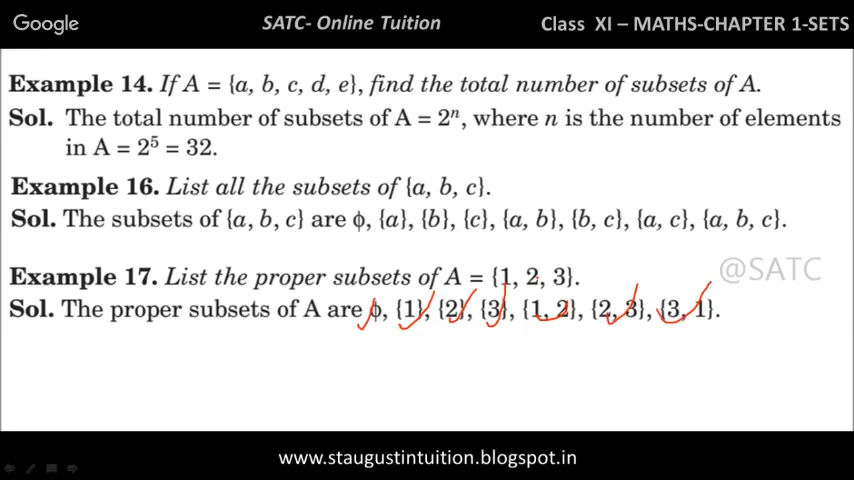 Google
SATC- Online Tuition
Class XI – MATHS-CHAPTER 1-SETS
Example 14. If A = {a, b, c, d, e}, find the total number of subsets of A.
Sol. The total number of subsets of A = 2ⁿ, where n is the number of elements
in A = 2⁵ = 32.
Example 16. List all the subsets of {a, b, c}.
Sol. The subsets of {a, b, c} are ϕ, {a}, {b}, {c}, {a, b}, {b, c}, {a, c}, {a, b, c}.
@SATC
Example 17. List the proper subsets of A = {1, 2, 3}.
Sol. The proper subsets of A are ϕ, {1}, {2}, {3}, {1, 2}, {2, 3}, {3, 1}.
www.staugustintuition.blogspot.in